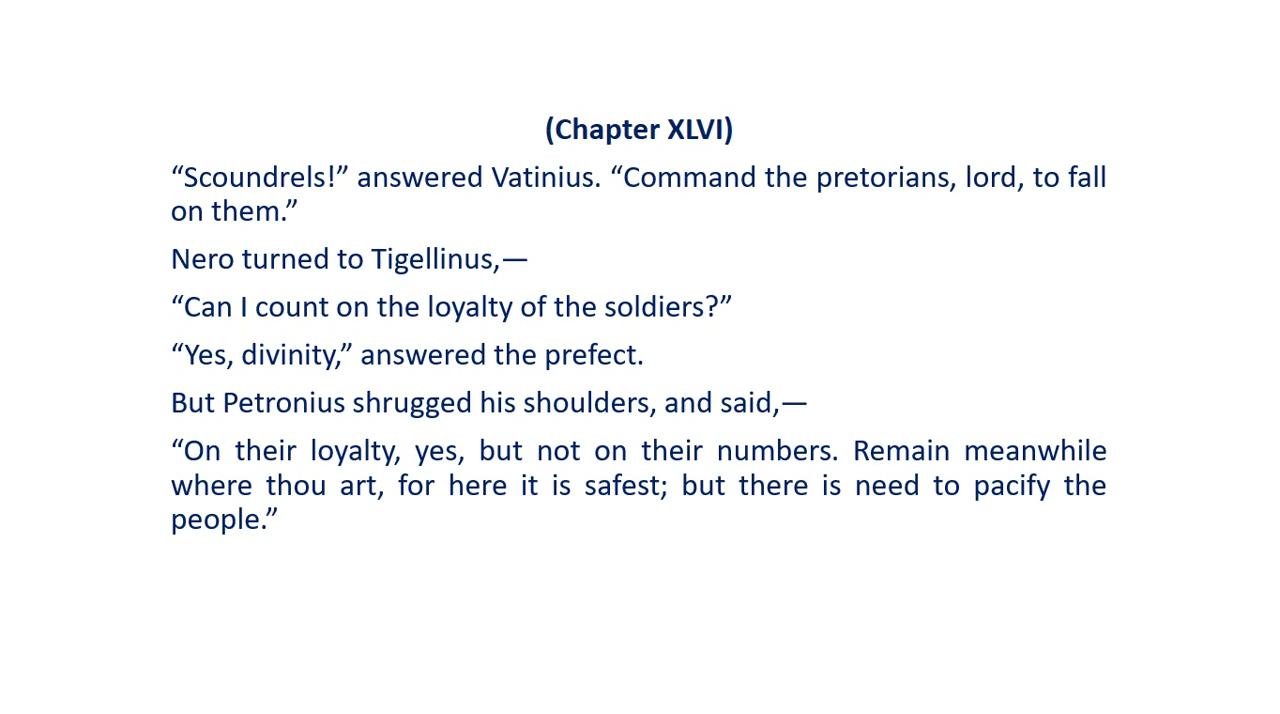 (Chapter XLVI)
“Scoundrels!” answered Vatinius. “Command the pretorians, lord, to fall
on them.”
Nero turned to Tigellinus,—
“Can I count on the loyalty of the soldiers?”
“Yes, divinity,” answered the prefect.
But Petronius shrugged his shoulders, and said,—
“On their loyalty, yes, but not on their numbers. Remain meanwhile
where thou art, for here it is safest; but there is need to pacify the
people.”